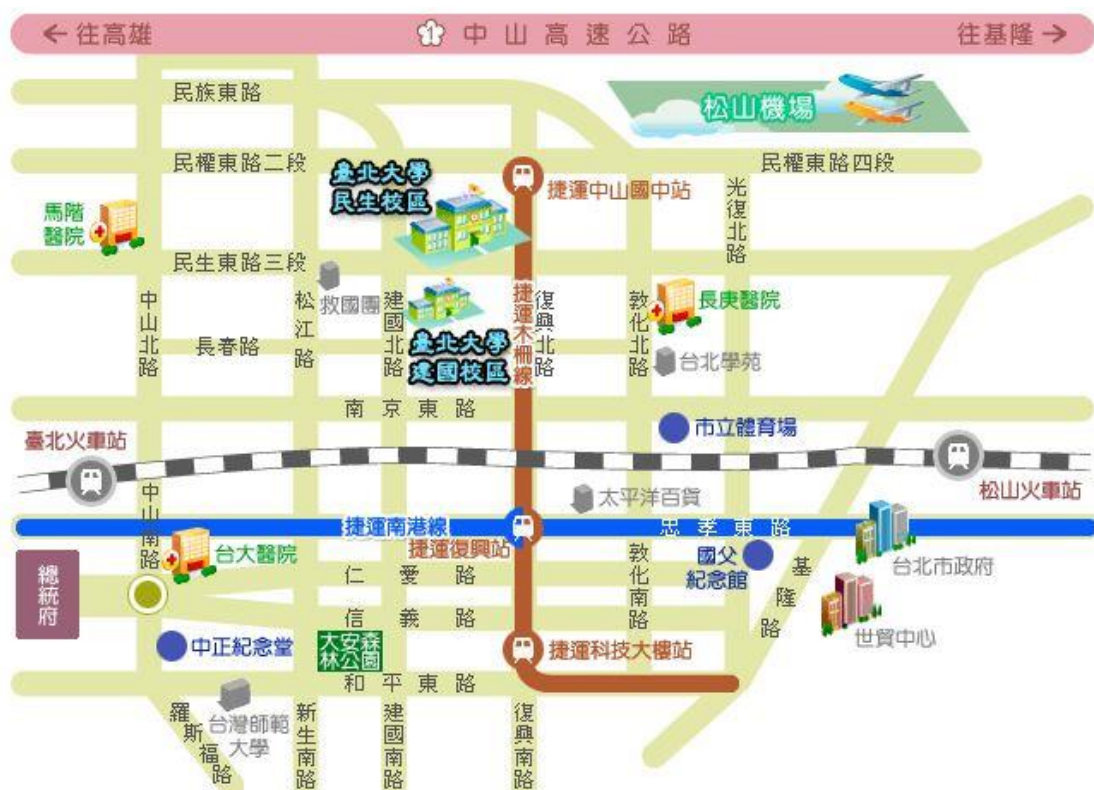 往高雄
1
中山高速公路
往基隆
民族東路
松山機場
民權東路二段
民權東路四段
臺北大學
民生校區
捷運中山國中站
光復北路
馬階
醫院
民生東路三段
救國團
長庚醫院
中山北路
松江路
建國北路
捷運木柵線
復興北路
敦化北路
長春路
臺北大學
建國校區
台北學苑
南京東路
市立體育場
臺北火車站
松山火車站
太平洋百貨
中山南路
捷運南港線
忠孝東路
捷運復興站
台大醫院
國父
紀念館
台北市政府
總統府
仁愛路
敦化南路
基隆路
信義路
世貿中心
中正紀念堂
大安森
林公園
捷運科技大樓站
和平東路
台灣師範
大學
羅斯福路
新生南路
建國南路
復興南路